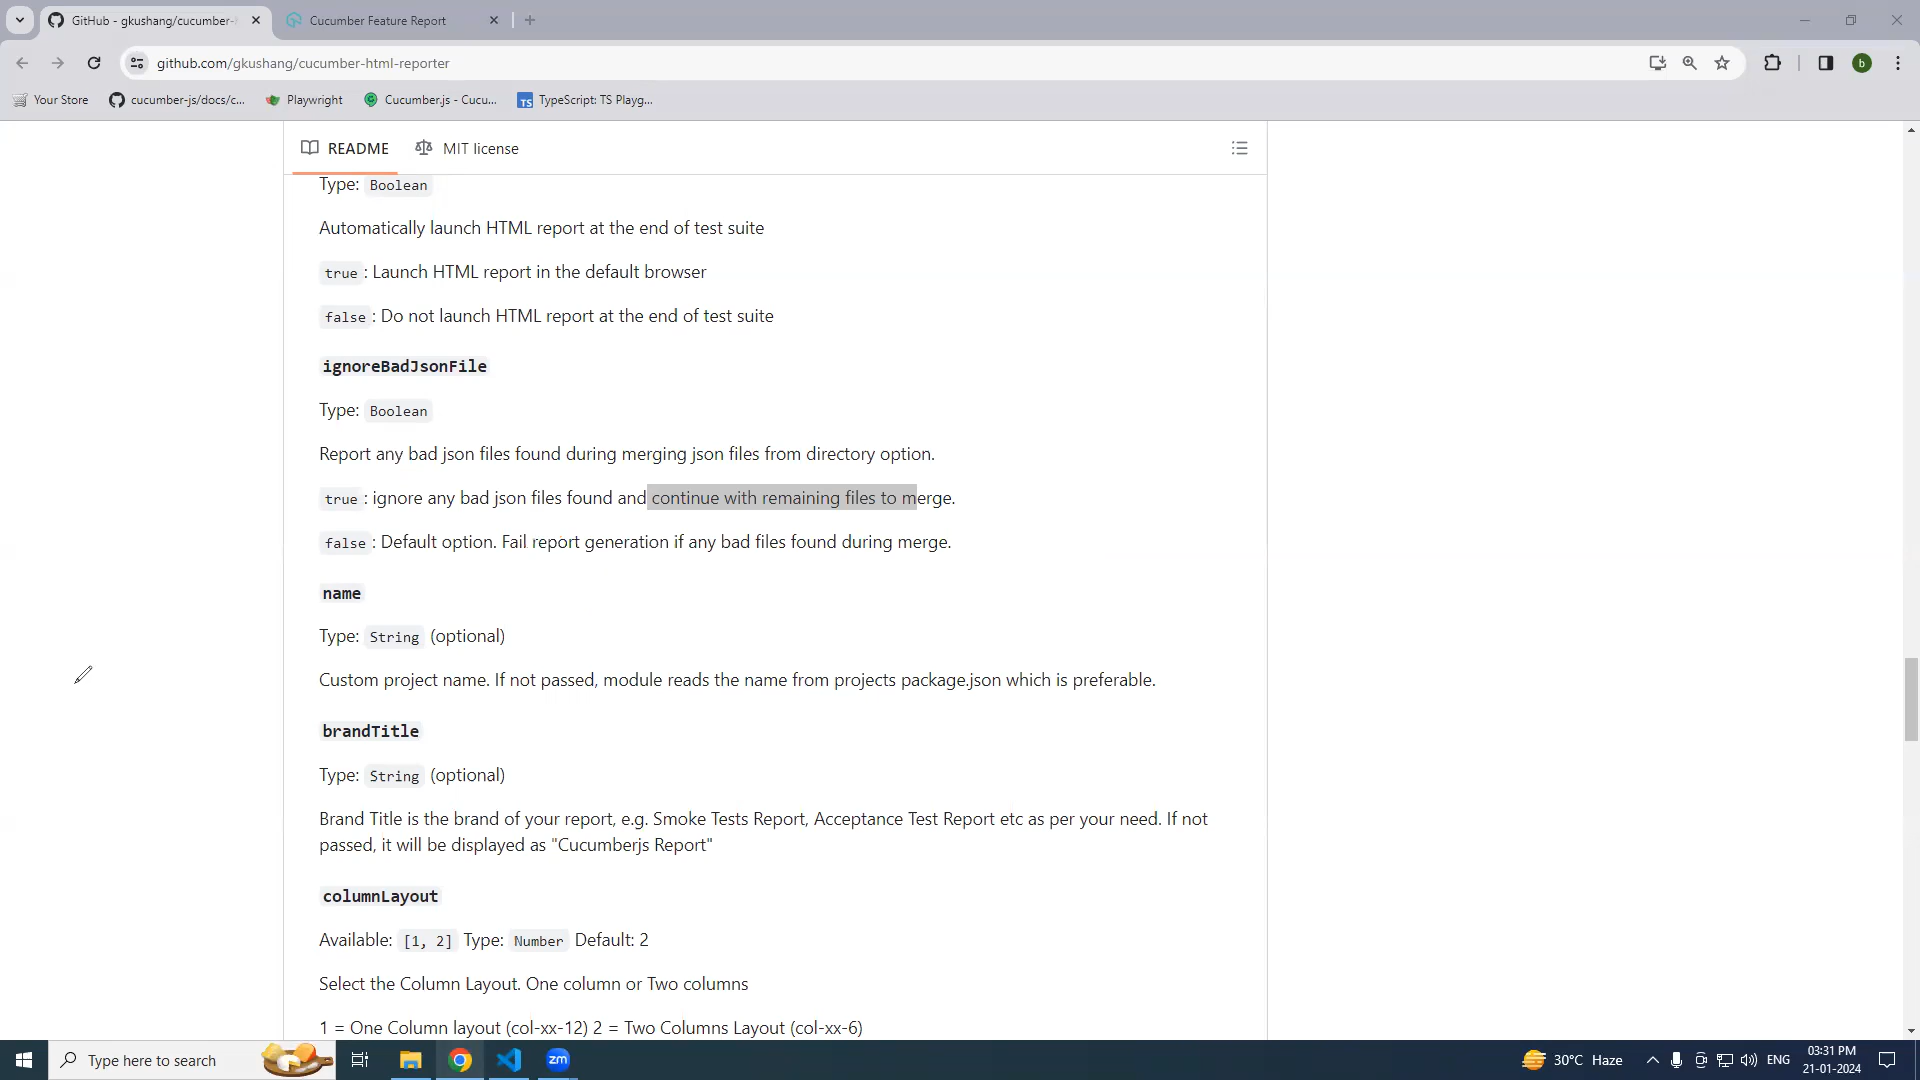 GitHub - gkushang/cucumber-h
Cucumber Feature Report
github.com/gkushang/cucumber-html-reporter
b
Your Store
cucumber-js/docs/c...
Playwright
Cucumber.js - Cucu...
TS
TypeScript: TS Playg...
README
MIT license
Type: Boolean
Automatically launch HTML report at the end of test suite
true : Launch HTML report in the default browser
false : Do not launch HTML report at the end of test suite
ignoreBadJsonFile
Type: Boolean
Report any bad json files found during merging json files from directory option.
true : ignore any bad json files found and continue with remaining files to merge.
false : Default option. Fail report generation if any bad files found during merge.
name
Type: String (optional)
Custom project name. If not passed, module reads the name from projects package.json which is preferable.
brandTitle
Type: String (optional)
Brand Title is the brand of your report, e.g. Smoke Tests Report, Acceptance Test Report etc as per your need. If not
passed, it will be displayed as "Cucumberjs Report"
columnLayout
Available: [1, 2] Type: Number Default: 2
Select the Column Layout. One column or Two columns
1 = One Column layout (col-xx-12) 2 = Two Columns Layout (col-xx-6)
Type here to search
zm
30°C Haze
ENG
03:31 PM
21-01-2024